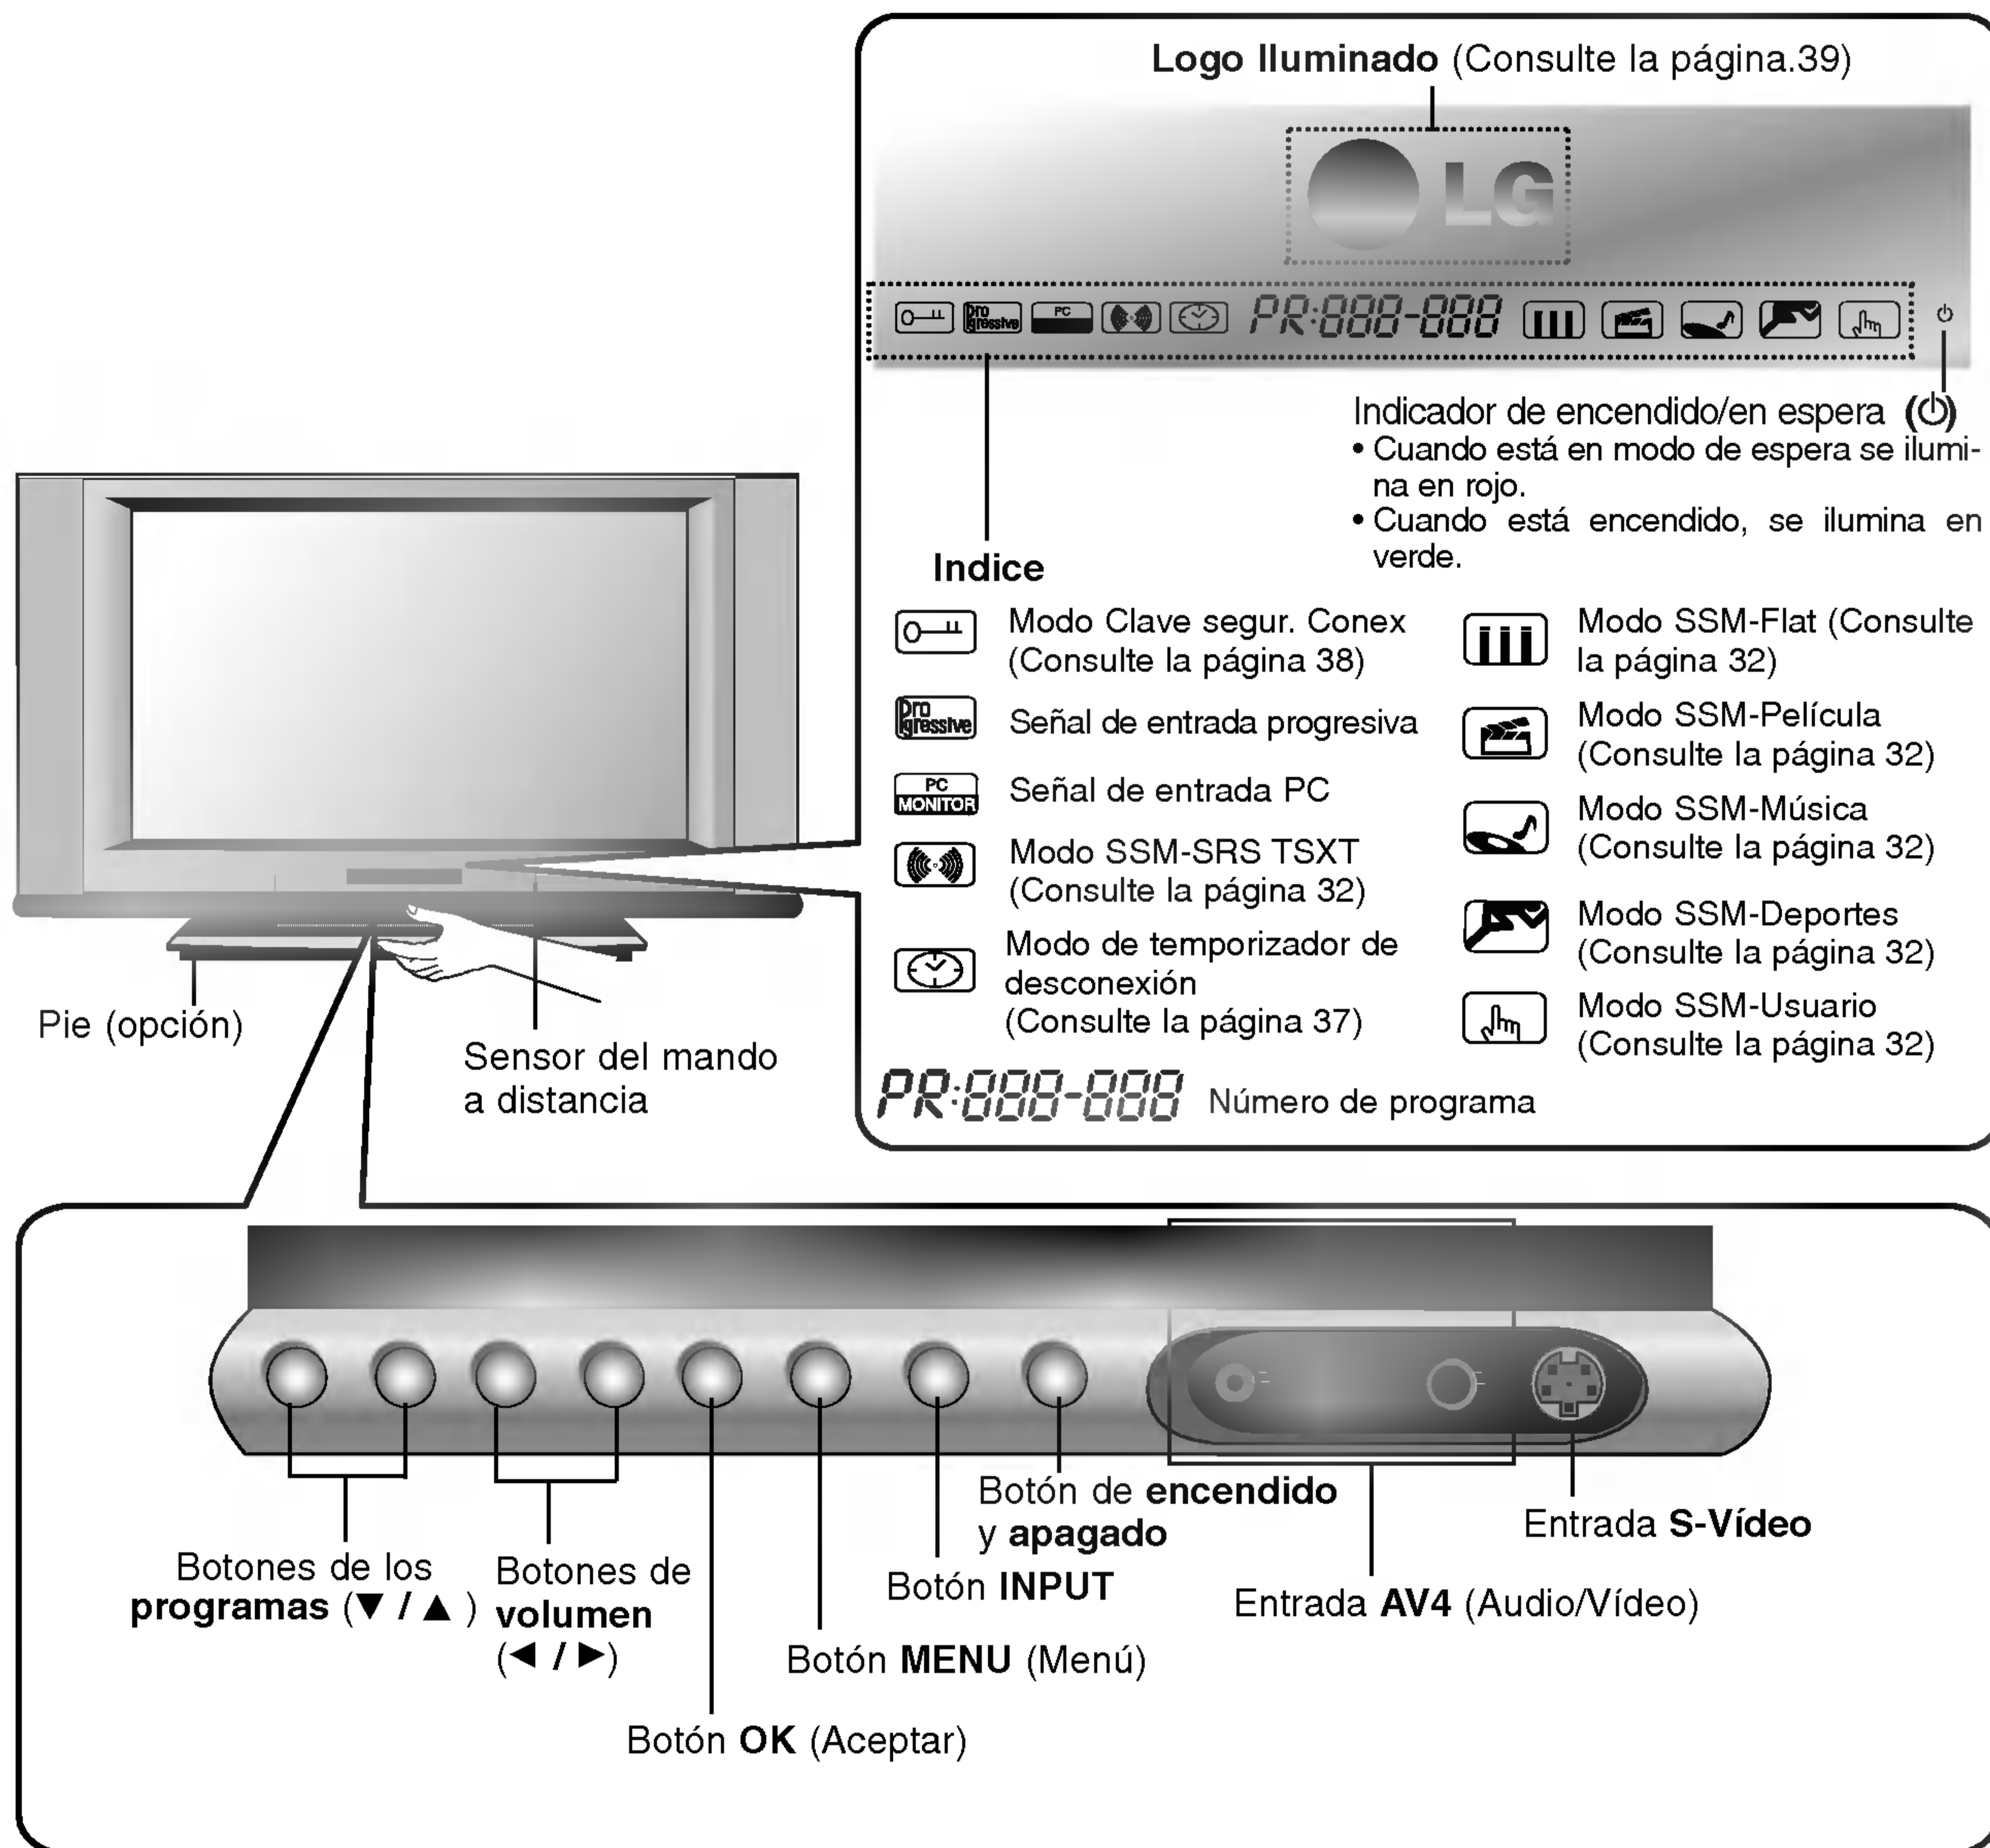 Logo Iluminado (Consulte la página.39)
LG
Pro
gressive
PC
PR:888-888
Indicador de encendido/en espera (⏻)
• Cuando está en modo de espera se ilumi-
na en rojo.
• Cuando está encendido, se ilumina en
verde.
Indice
Modo Clave segur. Conex
(Consulte la página 38)
Pro
gressive
Señal de entrada progresiva
PC
MONITOR
Señal de entrada PC
Modo SSM-SRS TSXT
(Consulte la página 32)
Modo de temporizador de
desconexión
(Consulte la página 37)
Modo SSM-Flat (Consulte
la página 32)
Modo SSM-Película
(Consulte la página 32)
Modo SSM-Música
(Consulte la página 32)
Modo SSM-Deportes
(Consulte la página 32)
Modo SSM-Usuario
(Consulte la página 32)
PR:888-888 Número de programa
Pie (opción)
Sensor del mando
a distancia
Botones de los
programas (▼ / ▲ )
Botones de
volumen
(◄ / ►)
Botón OK (Aceptar)
Botón MENU (Menú)
Botón INPUT
Botón de encendido
y apagado
Entrada AV4 (Audio/Vídeo)
Entrada S-Vídeo